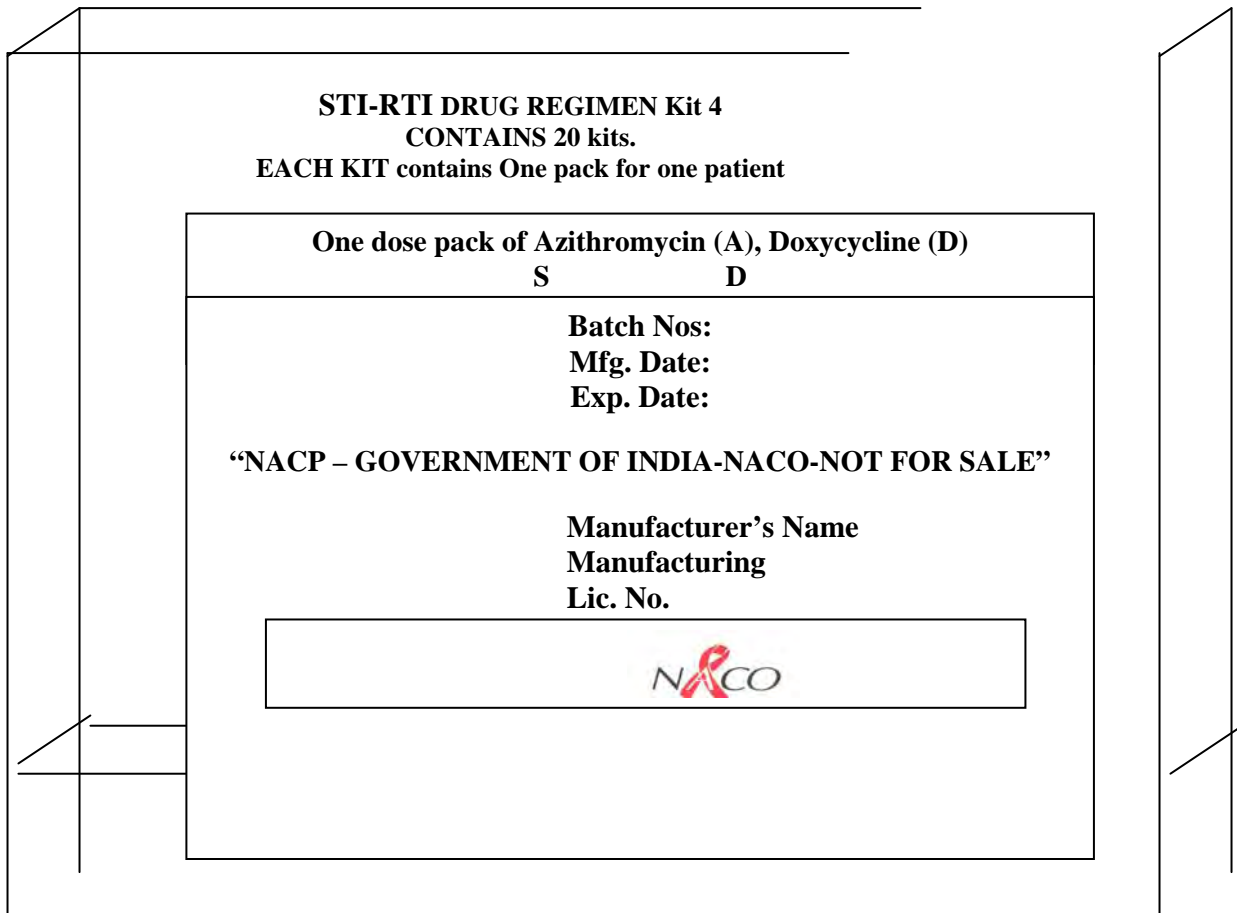 STI-RTI DRUG REGIMEN Kit 4
CONTAINS 20 kits.
EACH KIT contains One pack for one patient
One dose pack of Azithromycin (A), Doxycycline (D)
S D
Batch Nos:
Mfg. Date:
Exp. Date:
“NACP – GOVERNMENT OF INDIA-NACO-NOT FOR SALE”
Manufacturer’s Name
Manufacturing
Lic. No.
NACO